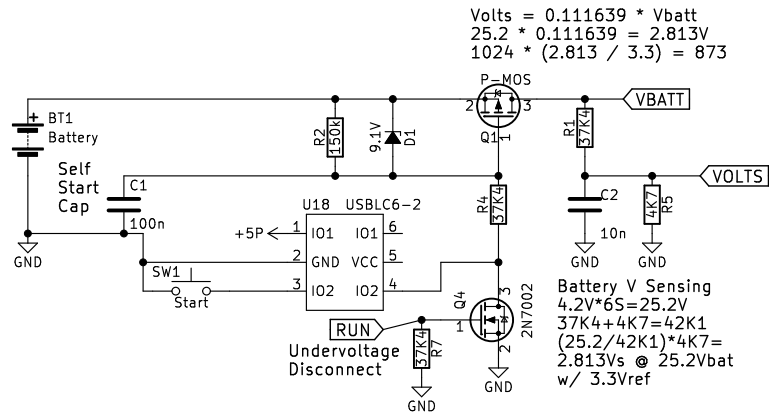 Volts = 0.111639 * Vbatt
25.2 * 0.111639 = 2.813V
1024 * (2.813 / 3.3) = 873
P-MOS
2
3
Q1
1
VBATT
BT1
Battery
+
R2
150k
9.1V
D1
R1
37K4
Self
Start
Cap
C1
100n
VOLTS
U18 USBLC6-2
R4
37K4
C2
10n
4K7
R5
+5P
1 IO1 IO1 6
2 GND VCC 5
3 IO2 IO2 4
GND
GND
GND
SW1
Start
Q4
3
1
2
2N7002
RUN
Undervoltage
Disconnect
37K4
R7
GND
GND
Battery V Sensing
4.2V*6S=25.2V
37K4+4K7=42K1
(25.2/42K1)*4K7=
2.813Vs @ 25.2Vbat
w/ 3.3Vref